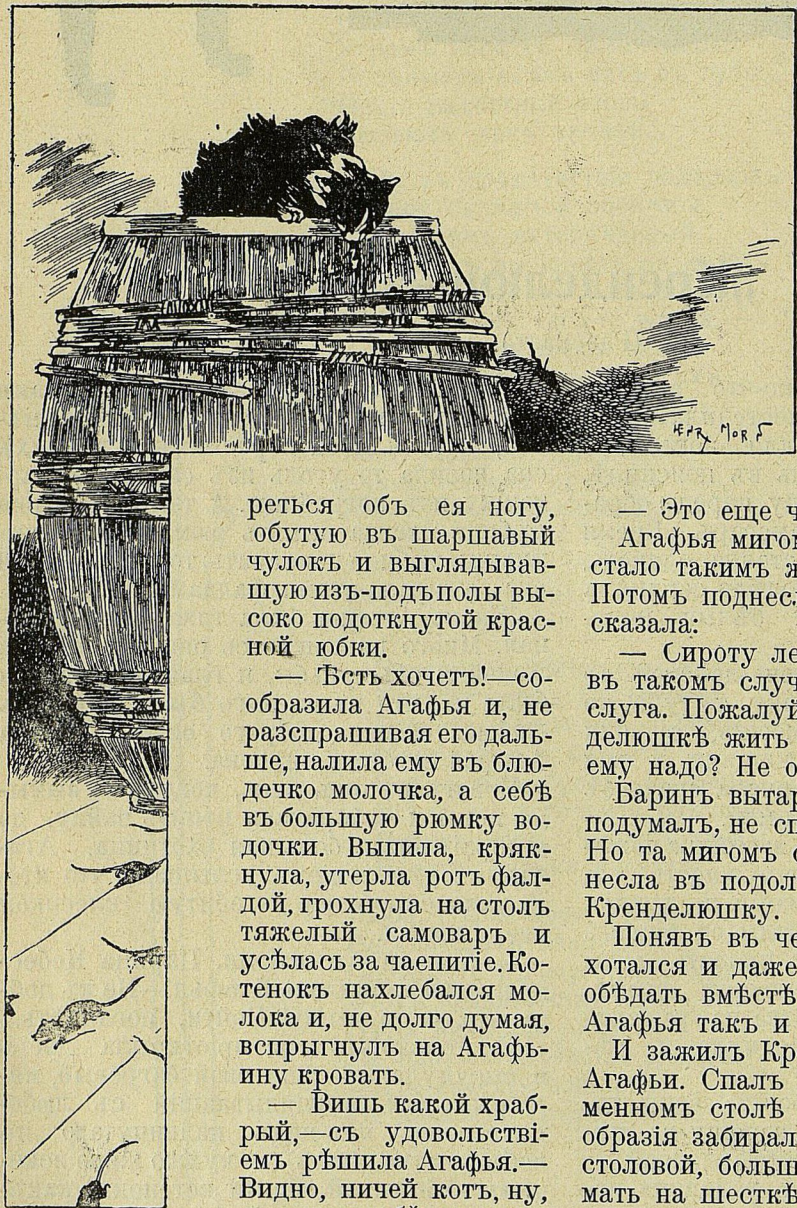 реться объ ея ногу,
обутую въ шаршавый
чулокъ и выглядывав-
шую изъ-подъ полы вы-
соко подоткнутой крас-
ной юбки.
— Ѣсть хочетъ!—со-
образила Агафья и, не
разспрашивая его даль-
ше, налила ему въ блю-
дечко молочка, а себѣ
въ большую рюмку во-
дочки. Выпила, кряк-
нула, утерла ротъ фал-
дой, грохнула на столъ
тяжелый самоваръ и
усѣлась за чаепитіе. Ко-
тенокъ нахлебался мо-
лока и, не долго думая,
вспрыгнулъ на Агафь-
ину кровать.
— Вишь какой храб-
рый,—съ удовольстві-
емъ рѣшила Агафья.—
Видно, ничей котъ, ну,
— Это еще ч
Агафья мигом
стало такимъ ж
Потомъ поднес
сказала:
— Сироту ле
въ такомъ случ
слуга. Пожалуй
делюшкѣ жить
ему надо? Не о
Баринъ вытар
подумалъ, не сп
Но та мигомъ
несла въ подол
Кренделюшку.
Понявъ въ че
хотался и даже
обѣдать вмѣстѣ
Агафья такъ и
И зажилъ Кр
Агафьи. Спалъ
менномъ столѣ
образія забирал
столовой, больш
мать на шесткѣ